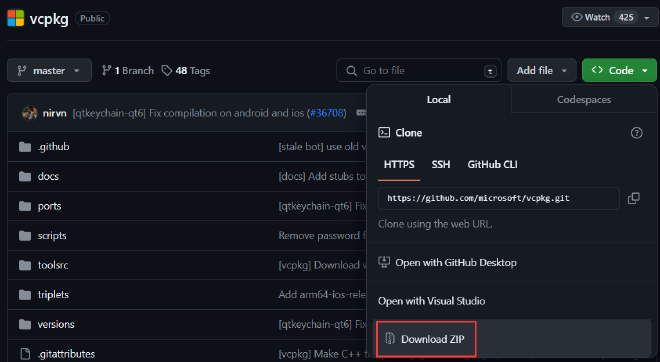 vcpkg Public Watch 425
master 1 Branch 48 Tags Go to file t Add file Code
Local Codespaces
nirvn [qtkeychain-qt6] Fix compilation on android and ios (#36708)
Clone
.github [stale bot] use old v
HTTPS SSH GitHub CLI
docs [docs] Add stubs to
https://github.com/microsoft/vcpkg.git
ports [qtkeychain-qt6] Fix
Clone using the web URL.
scripts Remove password f
toolsrc [vcpkg] Download v
Open with GitHub Desktop
triplets Add arm64-ios-rele
Open with Visual Studio
versions [qtkeychain-qt6] Fix
Download ZIP
.gitattributes [vcpkg] Make C++ t